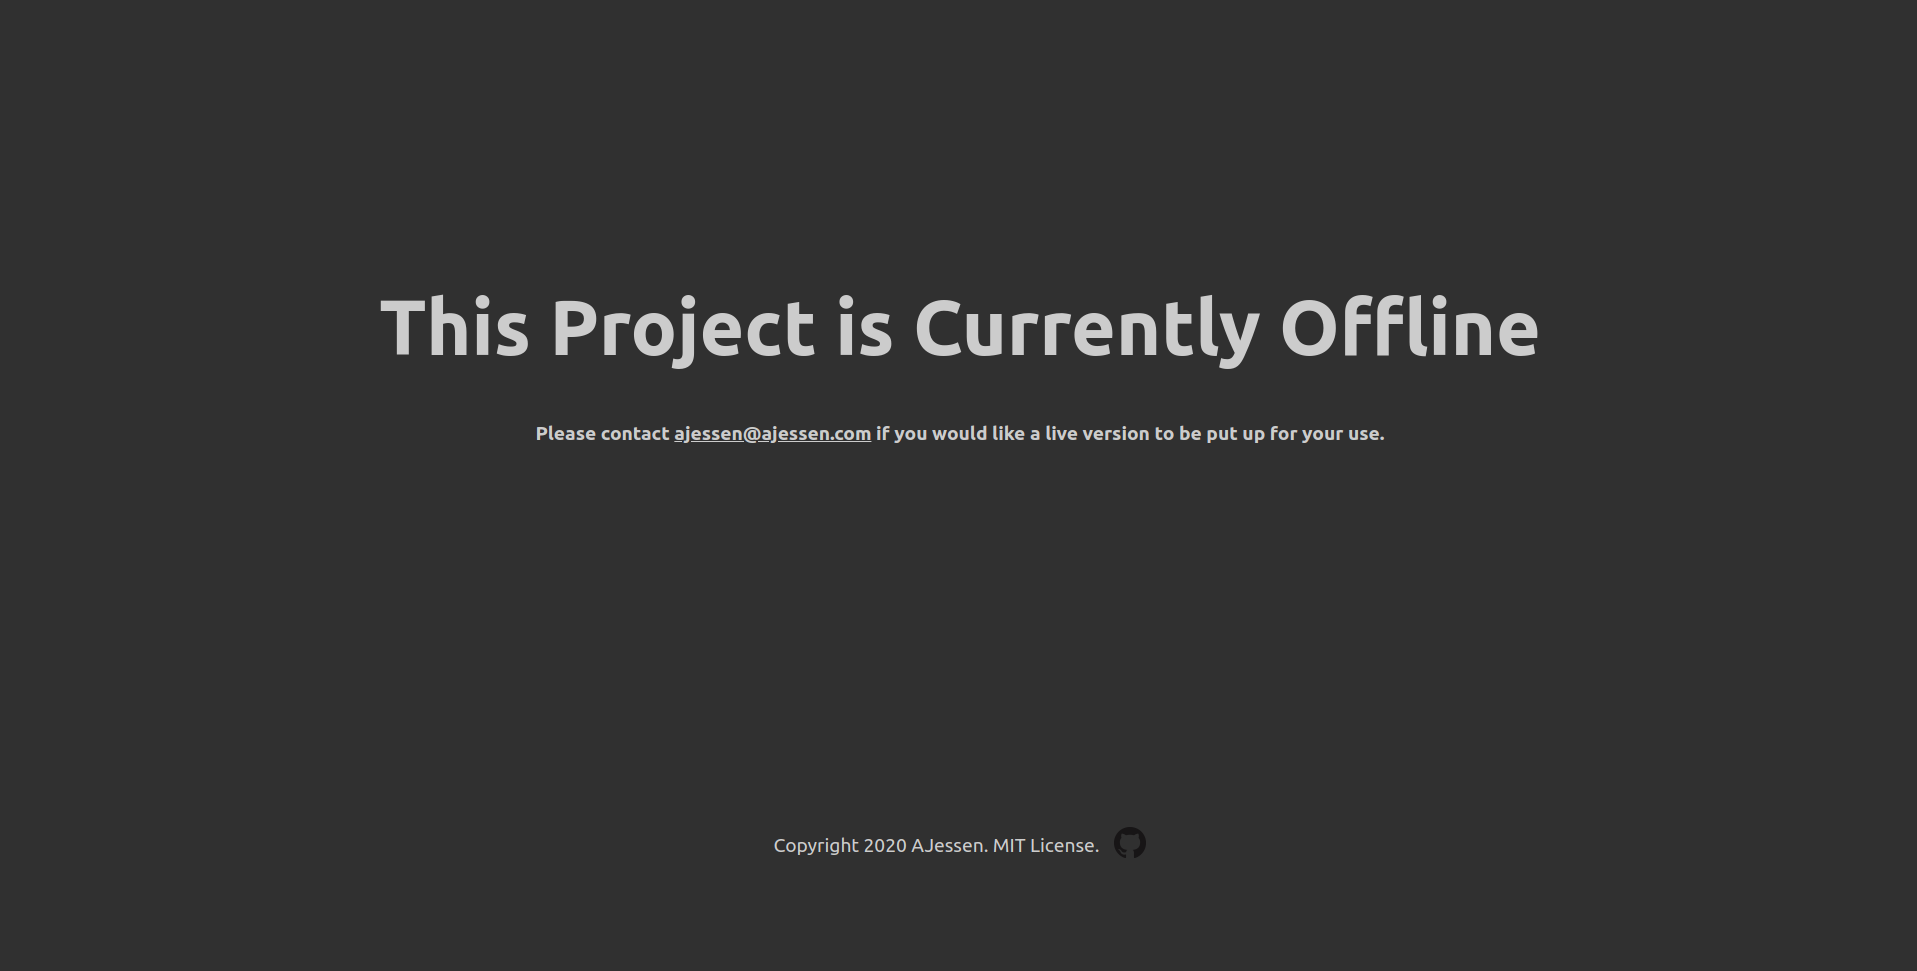 This Project is Currently Offline
Please contact ajessen@ajessen.com if you would like a live version to be put up for your use.
Copyright 2020 AJessen. MIT License.